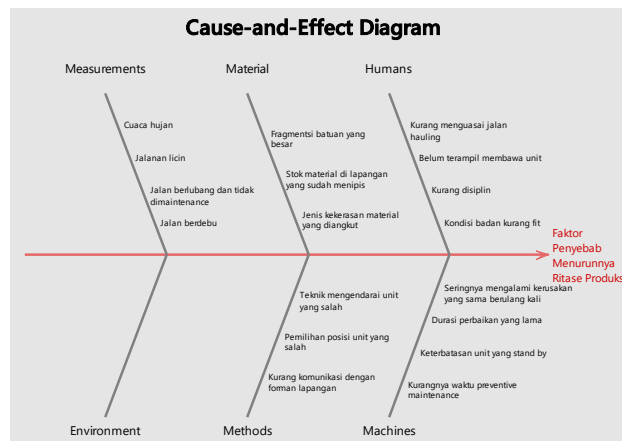 Cause-and-Effect Diagram
Measurements
Material
Humans
Cuaca hujan
Jalanan licin
Jalan berlubang dan tidak
dimaintenance
Jalan berdebu
Fragmentsi batuan yang
besar
Stok material di lapangan
yang sudah menipis
Jenis kekerasan material
yang diangkut
Kurang menguasai jalan
hauling
Belum terampil membawa unit
Kurang disiplin
Kondisi badan kurang fit
Faktor
Penyebab
Menurunnya
Ritase Produks
Teknik mengendarai unit
yang salah
Pemilihan posisi unit yang
salah
Kurang komunikasi dengan
forman lapangan
Seringnya mengalami kerusakan
yang sama berulang kali
Durasi perbaikan yang lama
Keterbatasan unit yang stand by
Kurangnya waktu preventive
maintenance
Environment
Methods
Machines